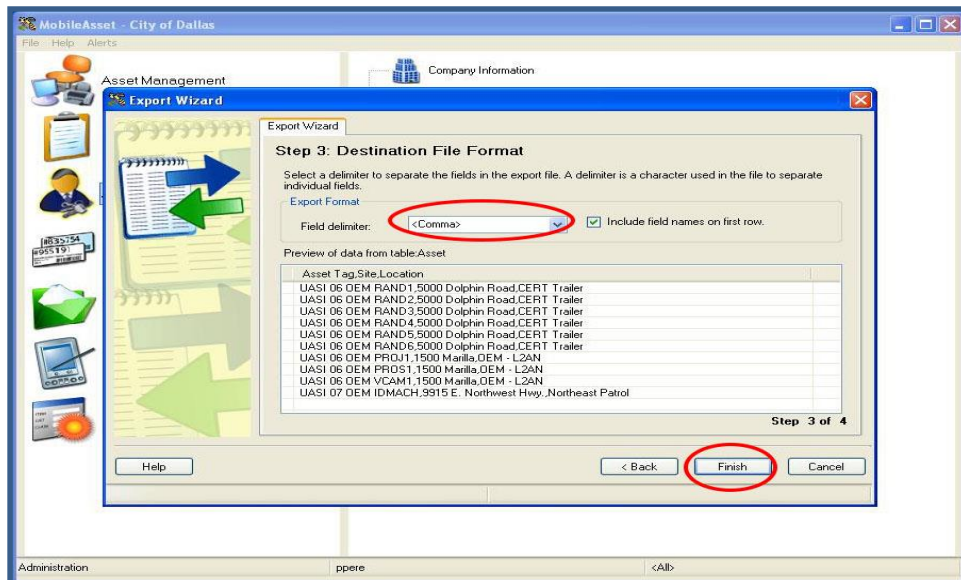 MobileAsset - City of Dallas
File Help Alerts
Asset Management
Company Information
Export Wizard
Export Wizard
Step 3: Destination File Format
Select a delimiter to separate the fields in the export file. A delimiter is a character used in the file to separate
individual fields.
Export Format
Field delimiter: <Comma> Include field names on first row.
Preview of data from table:Asset
Asset Tag,Site,Location
UASI 06 OEM RAND1,5000 Dolphin Road,CERT Trailer
UASI 06 OEM RAND2,5000 Dolphin Road,CERT Trailer
UASI 06 OEM RAND3,5000 Dolphin Road,CERT Trailer
UASI 06 OEM RAND4,5000 Dolphin Road,CERT Trailer
UASI 06 OEM RAND5,5000 Dolphin Road,CERT Trailer
UASI 06 OEM RAND6,5000 Dolphin Road,CERT Trailer
UASI 06 OEM PROJ1,1500 Marilla,OEM - L2AN
UASI 06 OEM PROS1,1500 Marilla,OEM - L2AN
UASI 06 OEM VCAM1,1500 Marilla,OEM - L2AN
UASI 07 OEM IDMACH,9915 E. Northwest Hwy.,Northeast Patrol
Step 3 of 4
Help < Back Finish Cancel
Administration ppere <All>